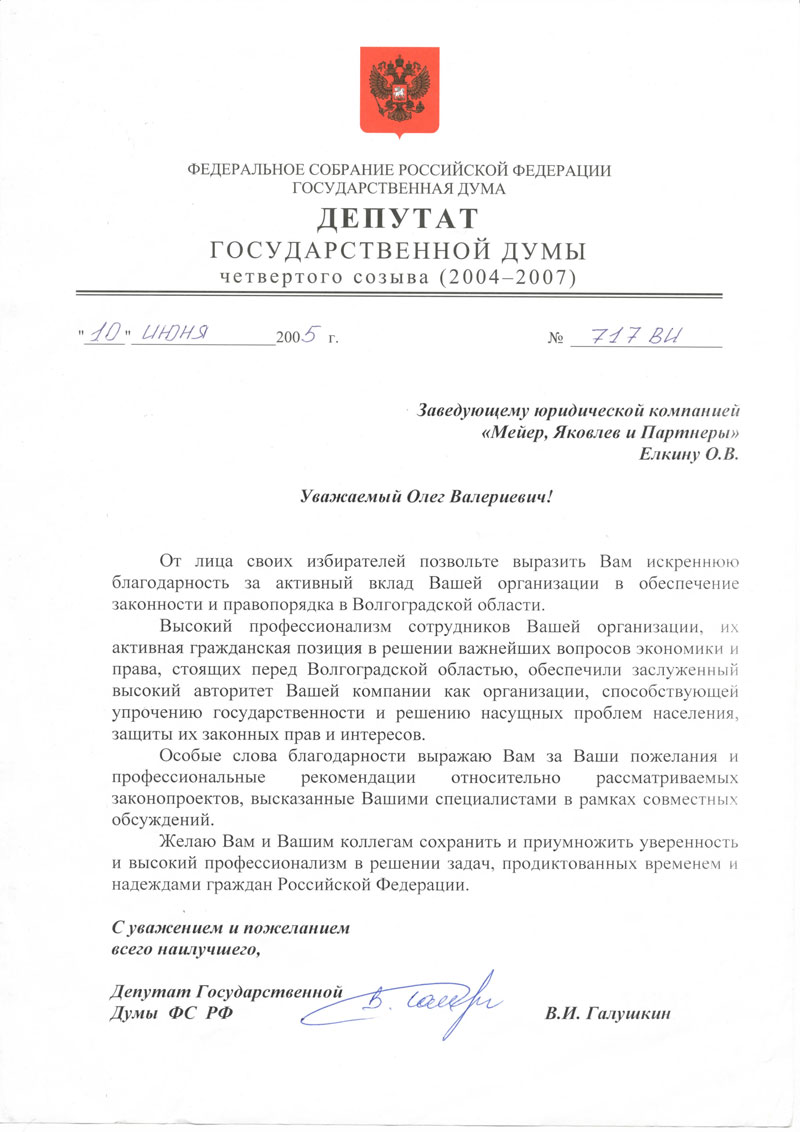 ФЕДЕРАЛЬНОЕ СОБРАНИЕ РОССИЙСКОЙ ФЕДЕРАЦИИ
ГОСУДАРСТВЕННАЯ ДУМА
ДЕПУТАТ
ГОСУДАРСТВЕННОЙ ДУМЫ
четвертого созыва (2004–2007)
"10" ИЮНЯ 2005 г. № 717 ВИ
Заведующему юридической компанией
«Мейер, Яковлев и Партнеры»
Елкину О.В.
Уважаемый Олег Валериевич!
От лица своих избирателей позвольте выразить Вам искреннюю
благодарность за активный вклад Вашей организации в обеспечение
законности и правопорядка в Волгоградской области.
Высокий профессионализм сотрудников Вашей организации, их
активная гражданская позиция в решении важнейших вопросов экономики и
права, стоящих перед Волгоградской областью, обеспечили заслуженный
высокий авторитет Вашей компании как организации, способствующей
упрочению государственности и решению насущных проблем населения,
защиты их законных прав и интересов.
Особые слова благодарности выражаю Вам за Ваши пожелания и
профессиональные рекомендации относительно рассматриваемых
законопроектов, высказанные Вашими специалистами в рамках совместных
обсуждений.
Желаю Вам и Вашим коллегам сохранить и приумножить уверенность
и высокий профессионализм в решении задач, продиктованных временем и
надеждами граждан Российской Федерации.
С уважением и пожеланием
всего наилучшего,
Депутат Государственной
Думы ФС РФ В.И. Галушкин